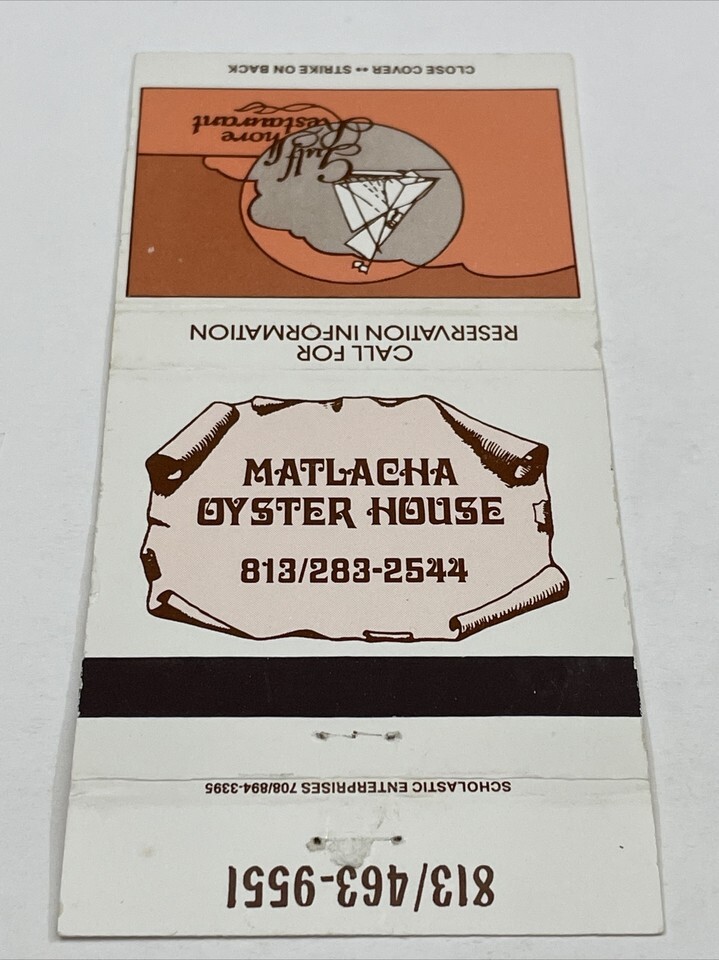 CLOSE COVER •• STRIKE ON BACK
Gulf
Shore
Restaurant
CALL FOR
RESERVATION INFORMATION
MATLACHA
OYSTER HOUSE
813/283-2544
SCHOLASTIC ENTERPRISES 708/894-3395
813/463-9551